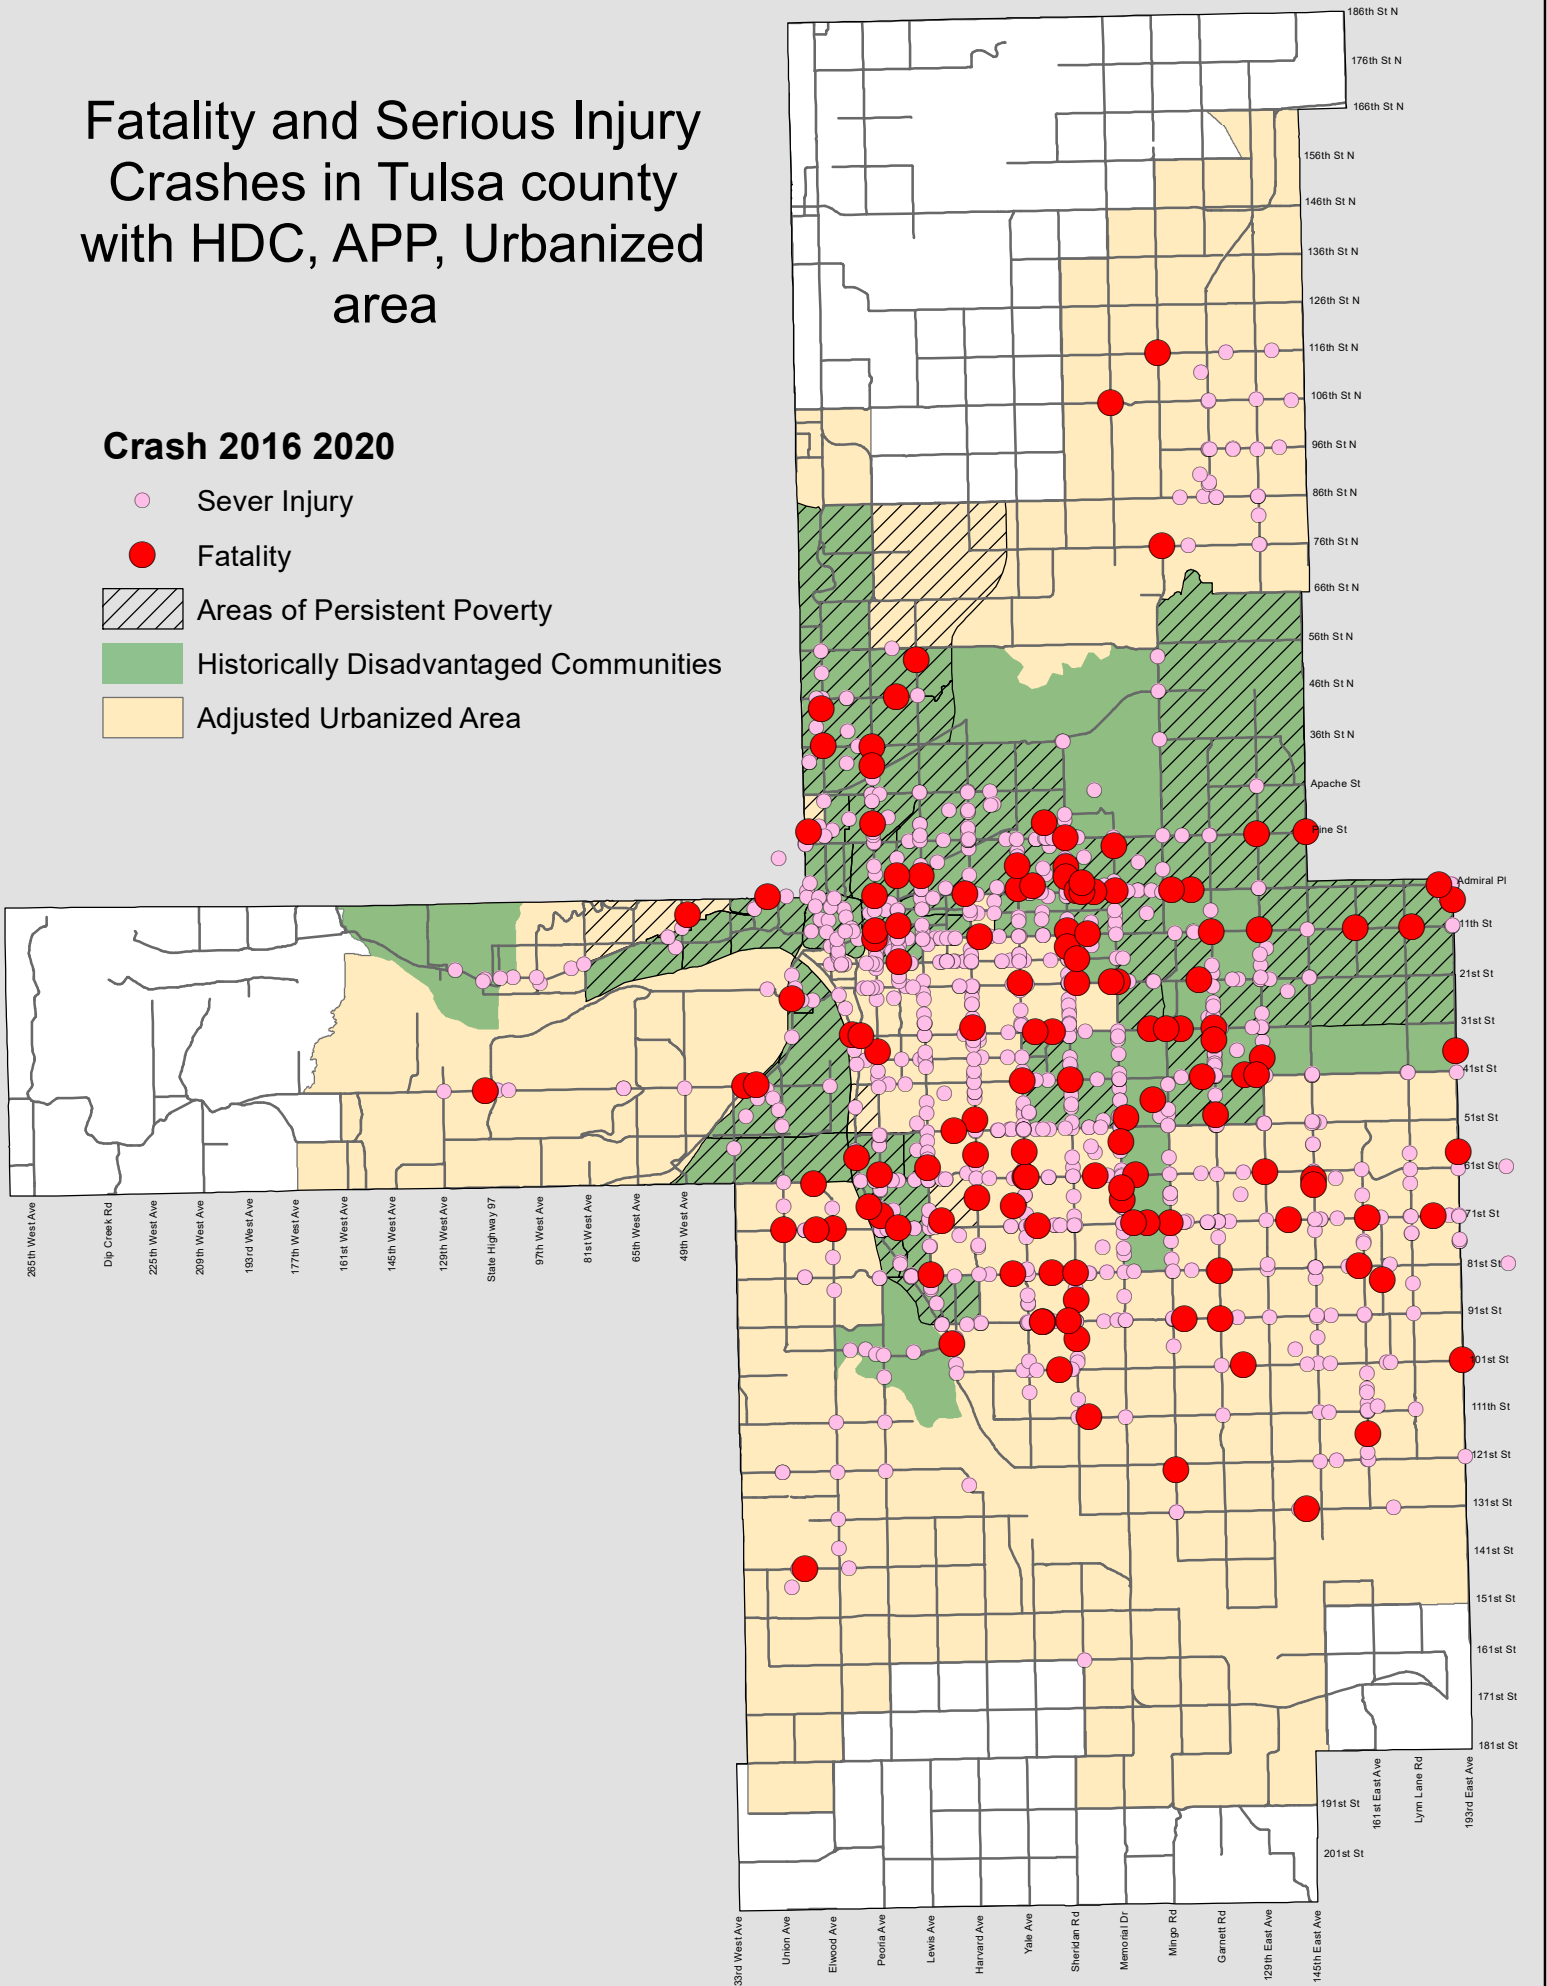 Fatality and Serious Injury
Crashes in Tulsa county
with HDC, APP, Urbanized
area
Crash 2016 2020
Sever Injury
Fatality
Areas of Persistent Poverty
Historically Disadvantaged Communities
Adjusted Urbanized Area
186th St N
176th St N
166th St N
156th St N
146th St N
136th St N
126th St N
116th St N
106th St N
96th St N
86th St N
76th St N
66th St N
56th St N
46th St N
36th St N
Apache St
Pine St
Admiral Pl
11th St
21st St
31st St
41st St
51st St
61st St
71st St
81st St
91st St
101st St
111th St
121st St
131st St
141st St
151st St
161st St
171st St
181st St
191st St
201st St
265th West Ave
Dip Creek Rd
225th West Ave
209th West Ave
193rd West Ave
177th West Ave
161st West Ave
145th West Ave
129th West Ave
State Highway 97
97th West Ave
81st West Ave
65th West Ave
49th West Ave
161st East Ave
Lynn Lane Rd
193rd East Ave
33rd West Ave
Union Ave
Elwood Ave
Peoria Ave
Lewis Ave
Harvard Ave
Yale Ave
Sheridan Rd
Memorial Dr
Mingo Rd
Garnett Rd
129th East Ave
145th East Ave